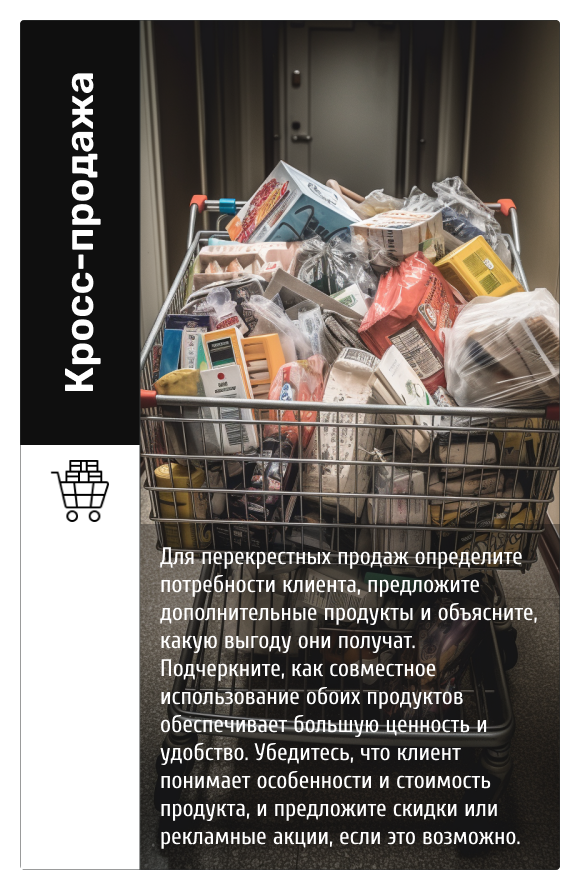 Кросс-продажа
Для перекрестных продаж определите
потребности клиента, предложите
дополнительные продукты и объясните,
какую выгоду они получат.
Подчеркните, как совместное
использование обоих продуктов
обеспечивает большую ценность и
удобство. Убедитесь, что клиент
понимает особенности и стоимость
продукта, и предложите скидки или
рекламные акции, если это возможно.